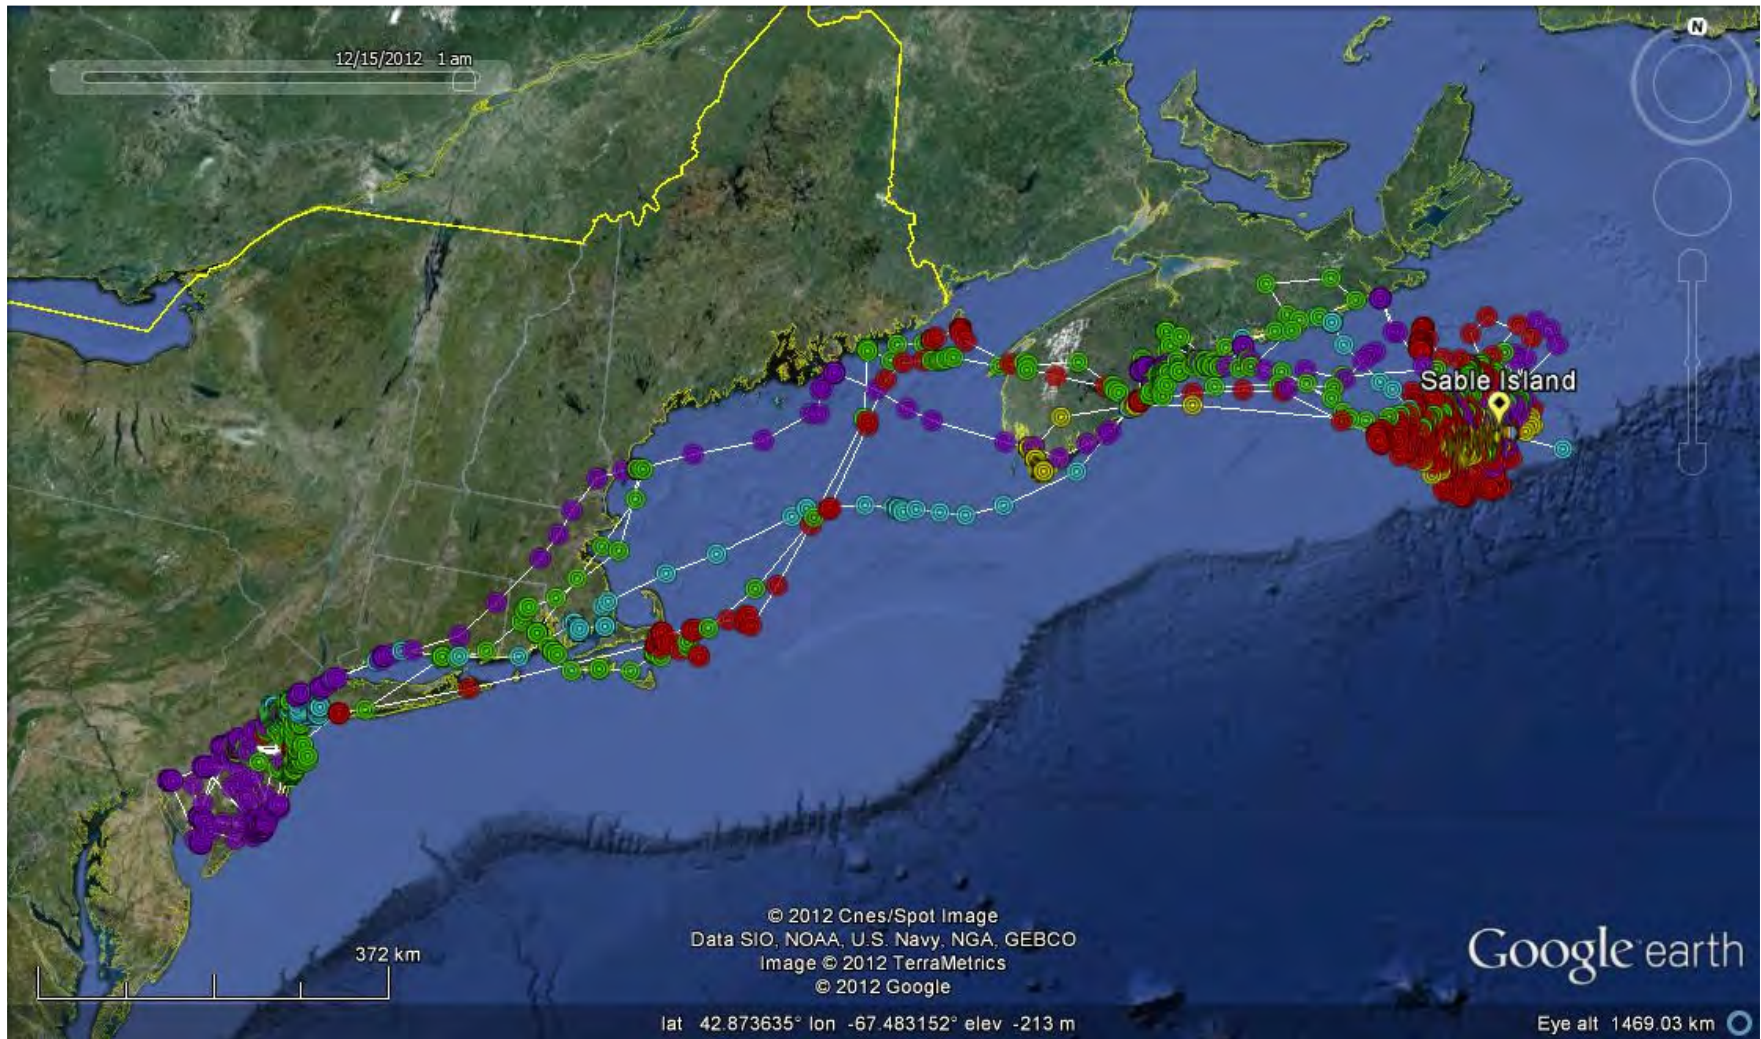 12/15/2012 1 am
N
Sable Island
© 2012 Cnes/Spot Image
Data SIO, NOAA, U.S. Navy, NGA, GEBCO
Image © 2012 TerraMetrics
© 2012 Google
Google earth
372 km
lat 42.873635° lon -67.483152° elev -213 m
Eye alt 1469.03 km